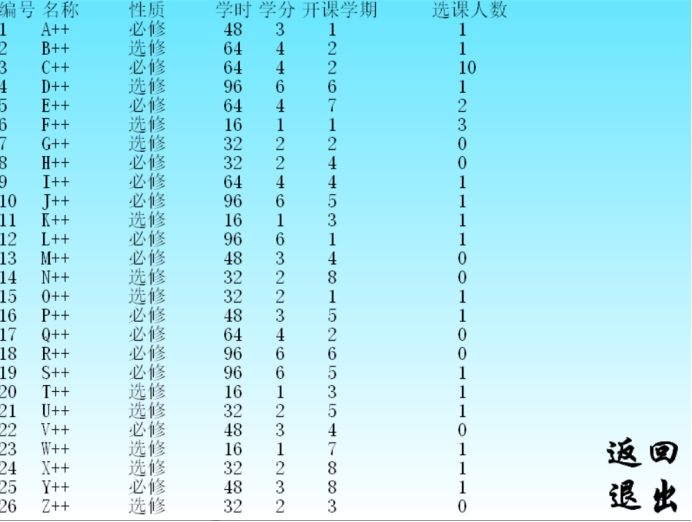 编号 名称 性质 学时 学分 开课学期 选课人数
1 A++ 必修 48 3 1 1
2 B++ 选修 64 4 2 1
3 C++ 必修 64 4 2 10
4 D++ 选修 96 6 6 1
5 E++ 必修 64 4 7 2
6 F++ 选修 16 1 1 3
7 G++ 选修 32 2 2 0
8 H++ 必修 32 2 4 0
9 I++ 必修 64 4 4 1
10 J++ 必修 96 6 5 1
11 K++ 选修 16 1 3 1
12 L++ 必修 96 6 1 1
13 M++ 必修 48 3 4 0
14 N++ 选修 32 2 8 0
15 O++ 选修 32 2 1 1
16 P++ 必修 48 3 5 1
17 Q++ 必修 64 4 2 0
18 R++ 必修 96 6 6 0
19 S++ 必修 96 6 5 1
20 T++ 选修 16 1 3 1
21 U++ 选修 32 2 5 1
22 V++ 必修 48 3 4 0
23 W++ 选修 16 1 7 1
24 X++ 选修 32 2 8 1
25 Y++ 必修 48 3 8 1
26 Z++ 选修 32 2 3 0
返回
退出